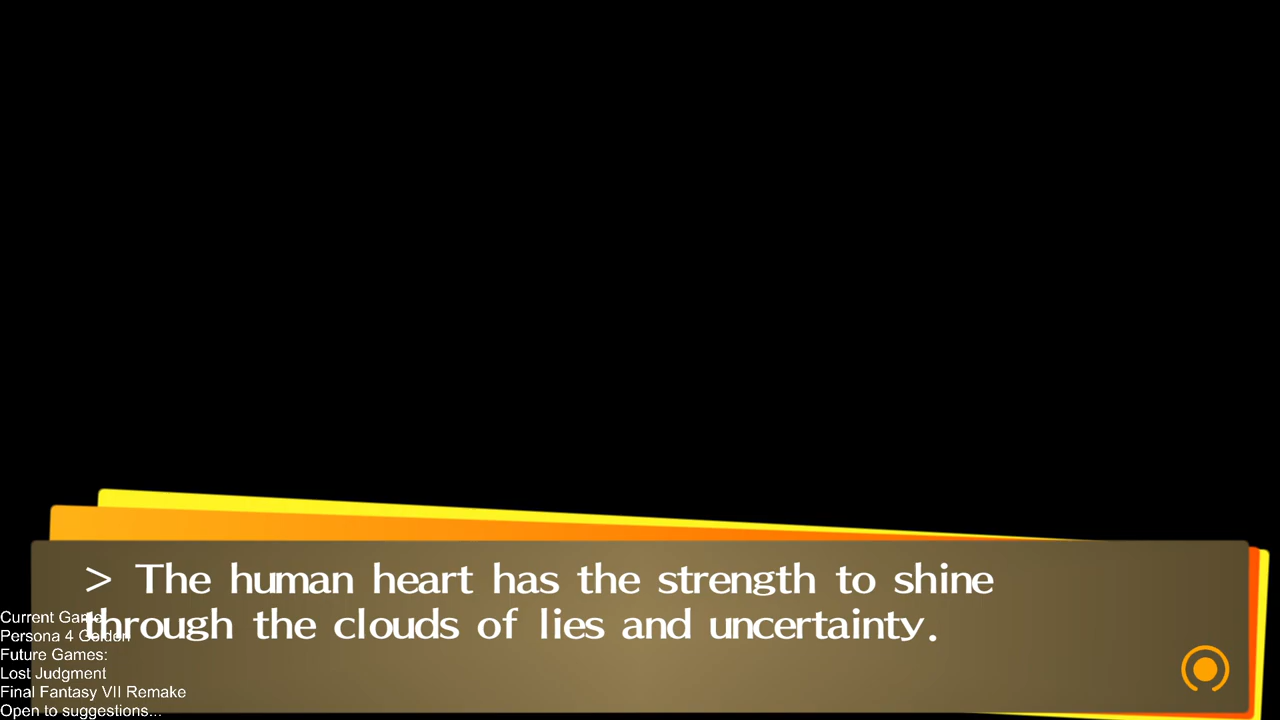 > The human heart has the strength to shine
through the clouds of lies and uncertainty.
Current Game:
Persona 4 Golden
Future Games:
Lost Judgment
Final Fantasy VII Remake
Open to suggestions...